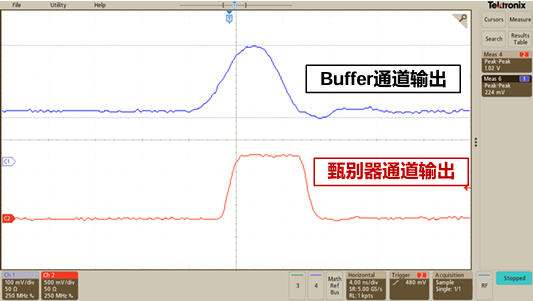 File Utility Help
Tektronix
Cursors Measure
Search Results Table
Meas 4
Peak-Peak
1.02 V
Meas 6 1
Peak-Peak
224 mV
Buffer通道输出
C1
甄别器通道输出
C2
Ch 1
100 mV/div
50 Ω
250 MHz
Ch 2
500 mV/div
50 Ω
250 MHz
3
4
Math
Ref
Bus
Horizontal
4.00 ns/div
SR: 5.00 GS/s
RL: 1 kpts
Trigger
480 mV
Acquisition
Sample
Single: 1/1
RF
Stopped